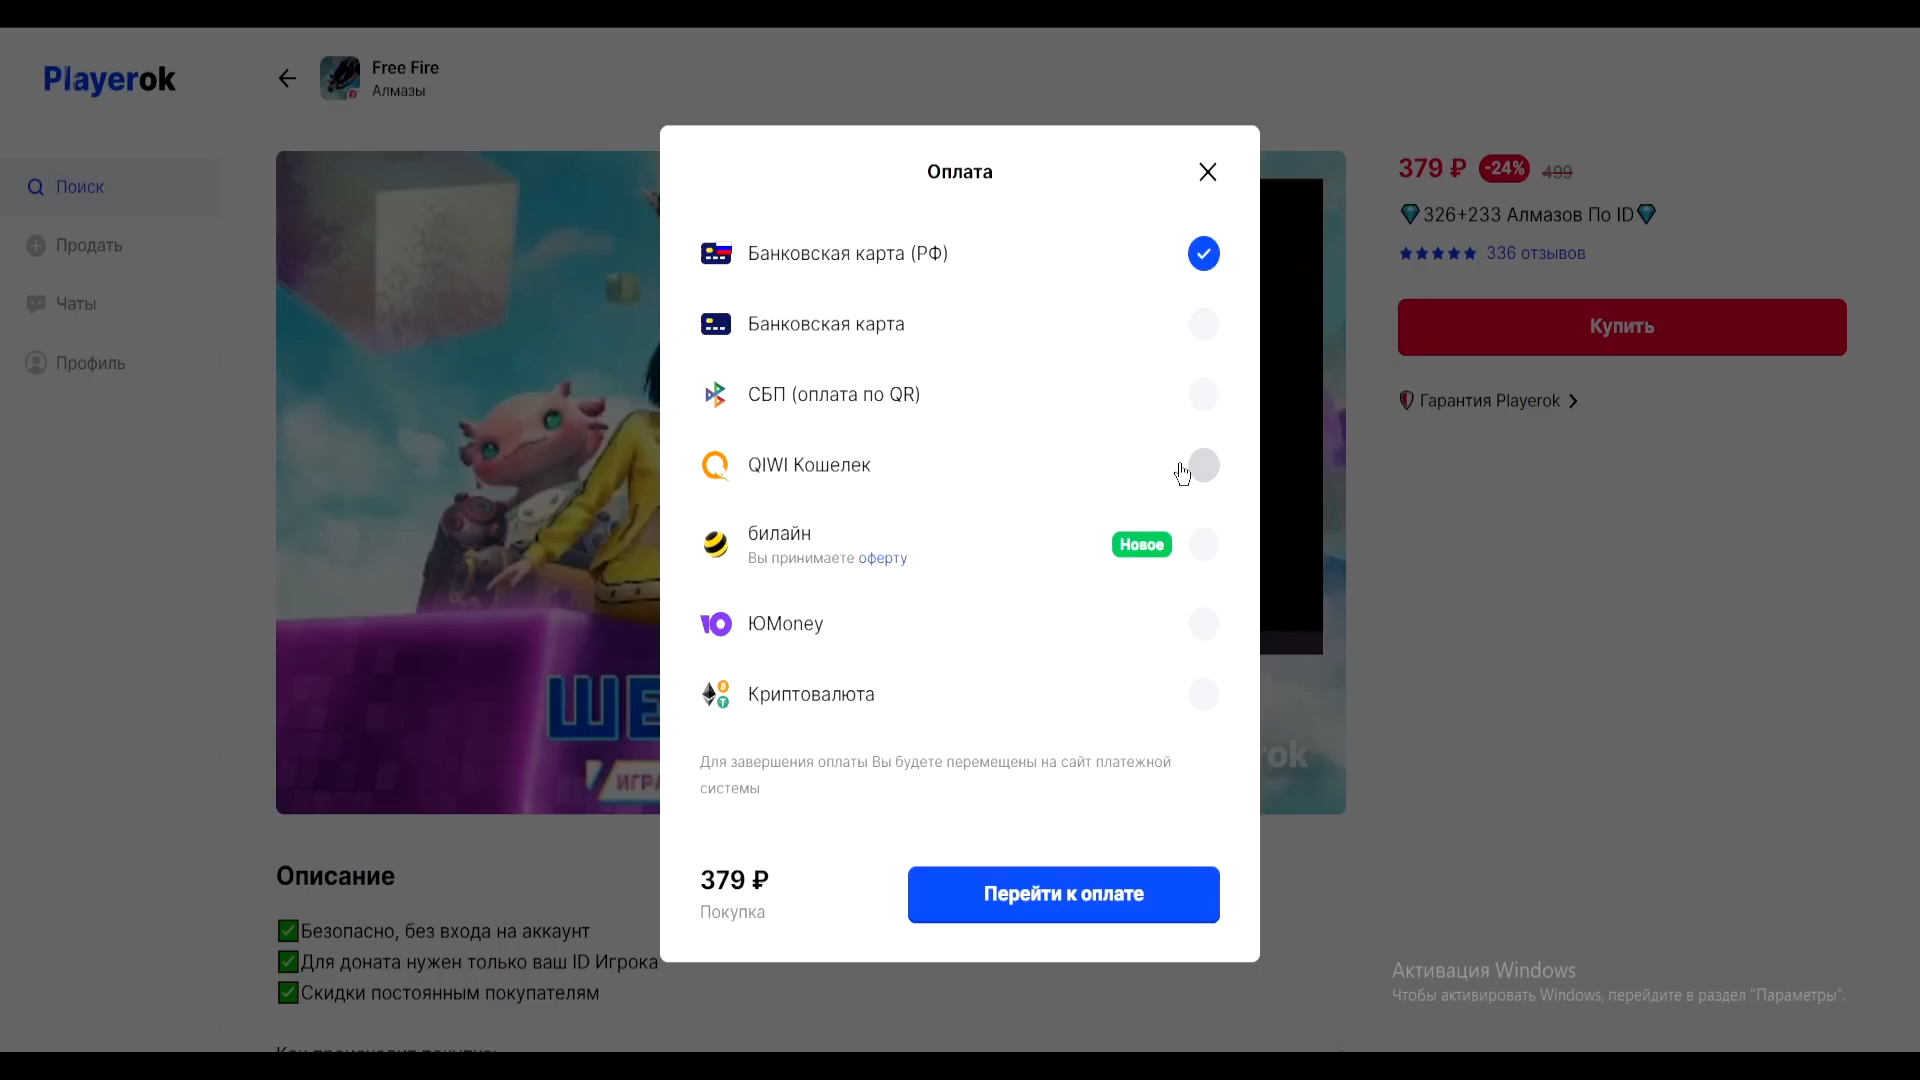 Playerok
Free Fire
Алмазы
Поиск
Продать
Чаты
Профиль
Оплата
Банковская карта (РФ)
Банковская карта
СБП (оплата по QR)
QIWI Кошелек
билайн
Вы принимаете оферту
Новое
ЮMoney
Криптовалюта
Для завершения оплаты Вы будете перемещены на сайт платежной
системы
379 ₽
Покупка
Перейти к оплате
379 ₽ -24% 499
💎326+233 Алмазов По ID💎
336 отзывов
Купить
Гарантия Playerok
Описание
✅Безопасно, без входа на аккаунт
✅Для доната нужен только ваш ID Игрока
✅Скидки постоянным покупателям
Активация Windows
Чтобы активировать Windows, перейдите в раздел "Параметры".